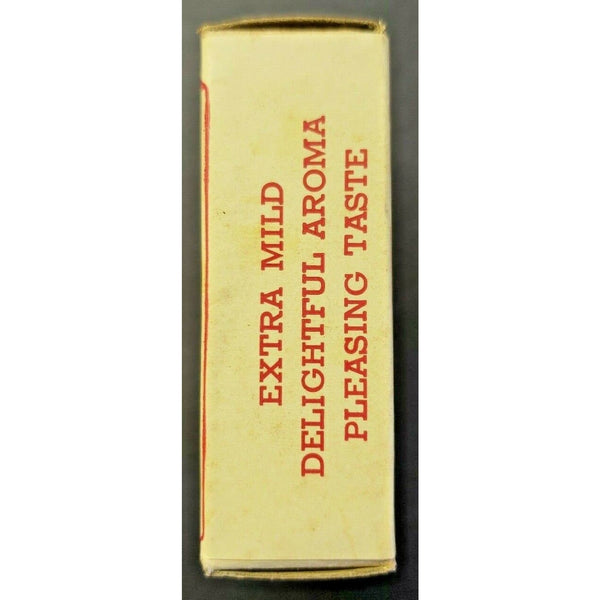 EXTRA MILD
DELIGHTFUL AROMA
PLEASING TASTE